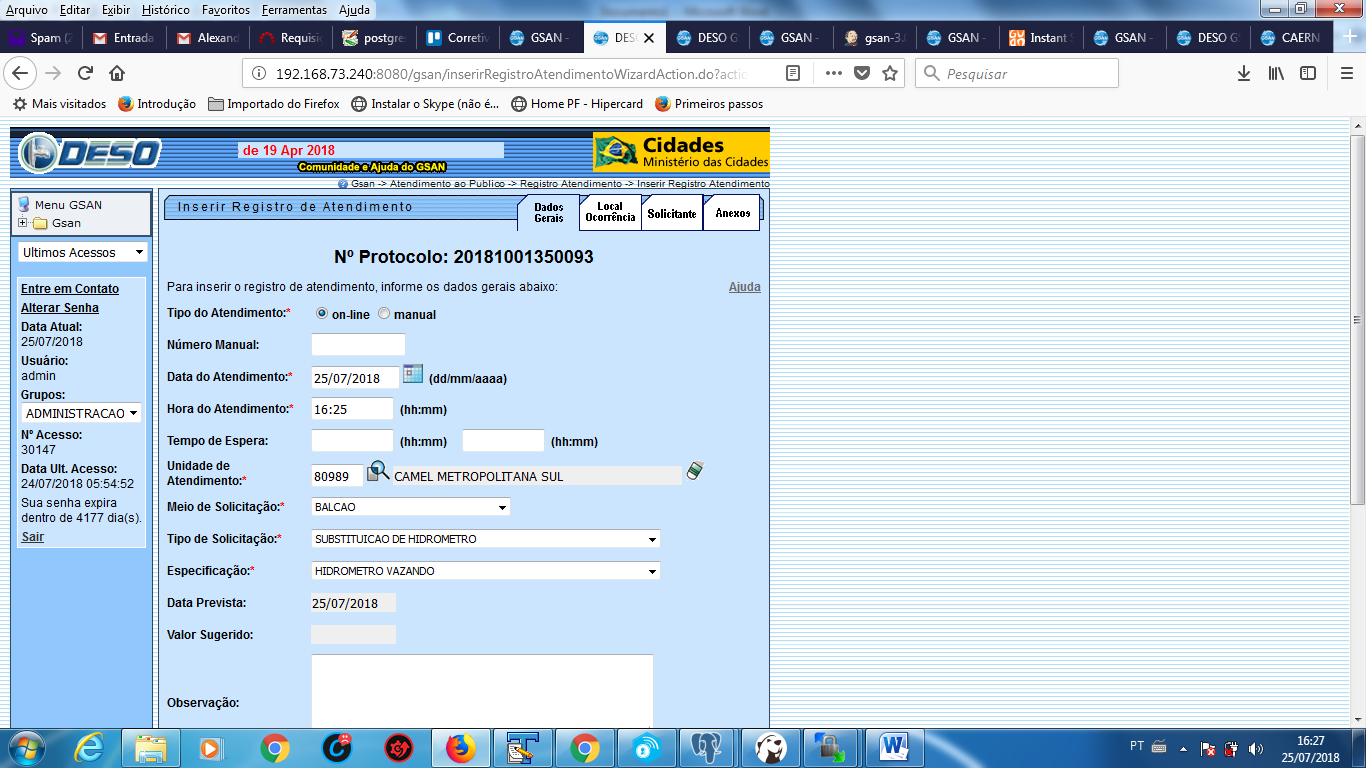 Documento1 - Microsoft Word
Arquivo Editar Exibir Histórico Favoritos Ferramentas Ajuda
Spam (2 Entrada Alexand Requisi postgre Corretiv GSAN - DESO DESO G GSAN - gsan-3. GSAN - Instant S GSAN - DESO GS CAERN
192.168.73.240:8080/gsan/inserirRegistroAtendimentoWizardAction.do?acti Pesquisar
Mais visitados Introdução Importado do Firefox Instalar o Skype (não é... Home PF - Hipercard Primeiros passos
DESO de 19 Apr 2018 Cidades
Comunidade e Ajuda do GSAN Ministério das Cidades
Gsan -> Atendimento ao Publico -> Registro Atendimento -> Inserir Registro Atendimento
Menu GSAN
Gsan
Ultimos Acessos
Entre em Contato
Alterar Senha
Data Atual:
25/07/2018
Usuário:
admin
Grupos:
ADMINISTRACAO
Nº Acesso:
30147
Data Ult. Acesso:
24/07/2018 05:54:52
Sua senha expira
dentro de 4177 dia(s).
Sair
Inserir Registro de Atendimento
Dados
Gerais
Local
Ocorrência
Solicitante
Anexos
Nº Protocolo: 20181001350093
Para inserir o registro de atendimento, informe os dados gerais abaixo: Ajuda
Tipo do Atendimento:* on-line manual
Número Manual:
Data do Atendimento:* 25/07/2018 (dd/mm/aaaa)
Hora do Atendimento:* 16:25 (hh:mm)
Tempo de Espera: (hh:mm) (hh:mm)
Unidade de
Atendimento:* 80989 CAMEL METROPOLITANA SUL
Meio de Solicitação:* BALCAO
Tipo de Solicitação:* SUBSTITUICAO DE HIDROMETRO
Especificação:* HIDROMETRO VAZANDO
Data Prevista: 25/07/2018
Valor Sugerido:
Observação:
PT 16:27
25/07/2018